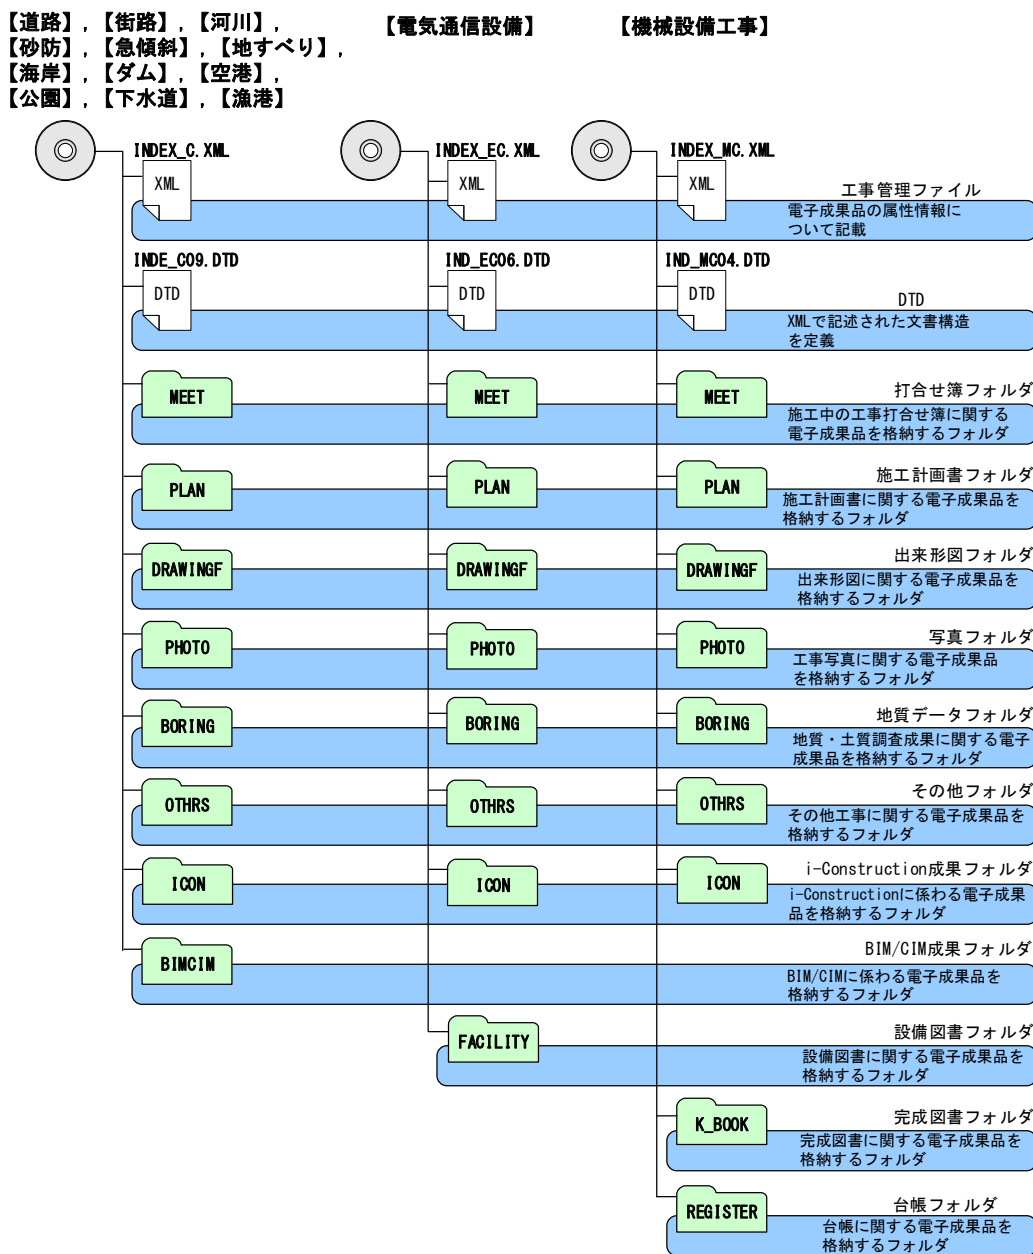 【道路】,【街路】,【河川】,
【砂防】,【急傾斜】,【地すべり】,
【海岸】,【ダム】,【空港】,
【公園】,【下水道】,【漁港】
【電気通信設備】
【機械設備工事】
INDEX_C.XML
INDEX_EC.XML
INDEX_MC.XML
XML
XML
XML
工事管理ファイル
電子成果品の属性情報に
ついて記載
INDE_C09.DTD
IND_EC06.DTD
IND_MC04.DTD
DTD
DTD
DTD
DTD
XMLで記述された文書構造
を定義
MEET
MEET
MEET
打合せ簿フォルダ
施工中の工事打合せ簿に関する
電子成果品を格納するフォルダ
PLAN
PLAN
PLAN
施工計画書フォルダ
施工計画書に関する電子成果品を
格納するフォルダ
DRAWINGF
DRAWINGF
DRAWINGF
出来形図フォルダ
出来形図に関する電子成果品を
格納するフォルダ
PHOTO
PHOTO
PHOTO
写真フォルダ
工事写真に関する電子成果品
を格納するフォルダ
BORING
BORING
BORING
地質データフォルダ
地質・土質調査成果に関する電子
成果品を格納するフォルダ
OTHRS
OTHRS
OTHRS
その他フォルダ
その他工事に関する電子成果品を
格納するフォルダ
ICON
ICON
ICON
i-Construction成果フォルダ
i-Constructionに係わる電子成果
品を格納するフォルダ
BIMCIM
BIM/CIM成果フォルダ
BIM/CIMに係わる電子成果品を
格納するフォルダ
FACILITY
設備図書フォルダ
設備図書に関する電子成果品を
格納するフォルダ
K_BOOK
完成図書フォルダ
完成図書に関する電子成果品を
格納するフォルダ
REGISTER
台帳フォルダ
台帳に関する電子成果品を
格納するフォルダ